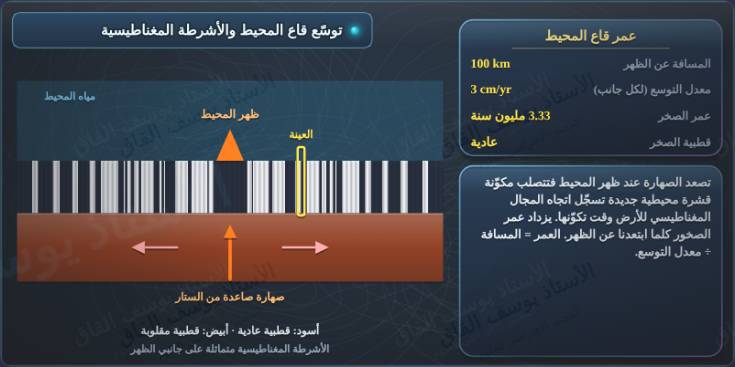 توسّع قاع المحيط والأشرطة المغناطيسية
عمر قاع المحيط
المسافة عن الظهر 100 km
معدل التوسع (لكل جانب) 3 cm/yr
عمر الصخر 3.33 مليون سنة
قطبية الصخر عادية
تصعد الصهارة عند ظهر المحيط فتتصلب مكوّنة
قشرة محيطية جديدة تسجّل اتجاه المجال
المغناطيسي للأرض وقت تكوّنها. يزداد عمر
الصخور كلما ابتعدنا عن الظهر. العمر = المسافة
÷ معدل التوسع.
مياه المحيط
ظهر المحيط
العينة
صهارة صاعدة من الستار
أسود: قطبية عادية · أبيض: قطبية مقلوبة
الأشرطة المغناطيسية متماثلة على جانبي الظهر
الأستاذ يوسف القاق